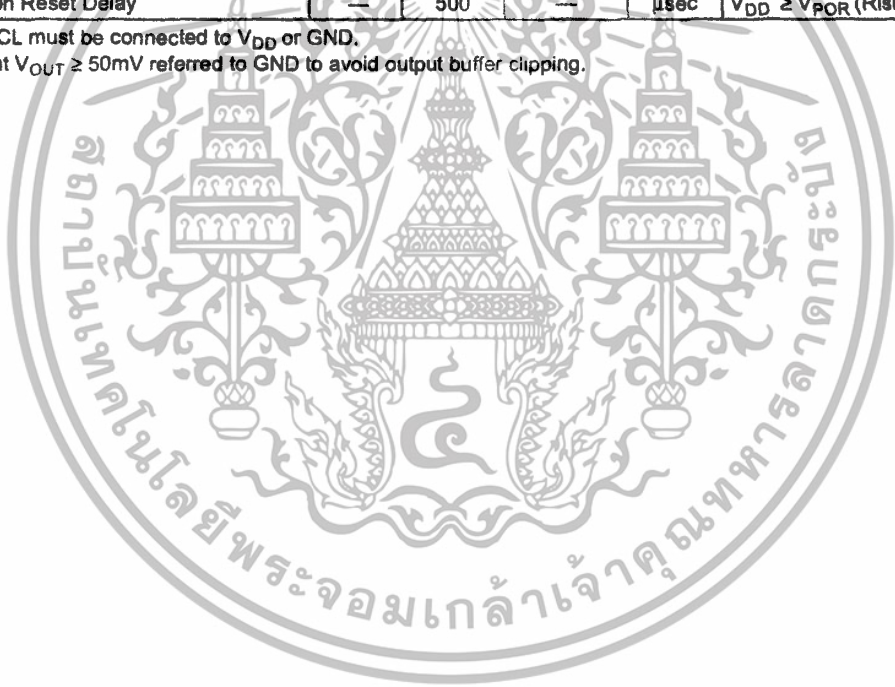 on Reset Delay — 500 — μsec V_DD ≥ V_POR (Ris
CL must be connected to V_DD or GND.
at V_OUT ≥ 50mV referred to GND to avoid output buffer clipping.
สถาบันเทคโนโลยีพระจอมเกล้าเจ้าคุณทหารลาดกระบัง
๔